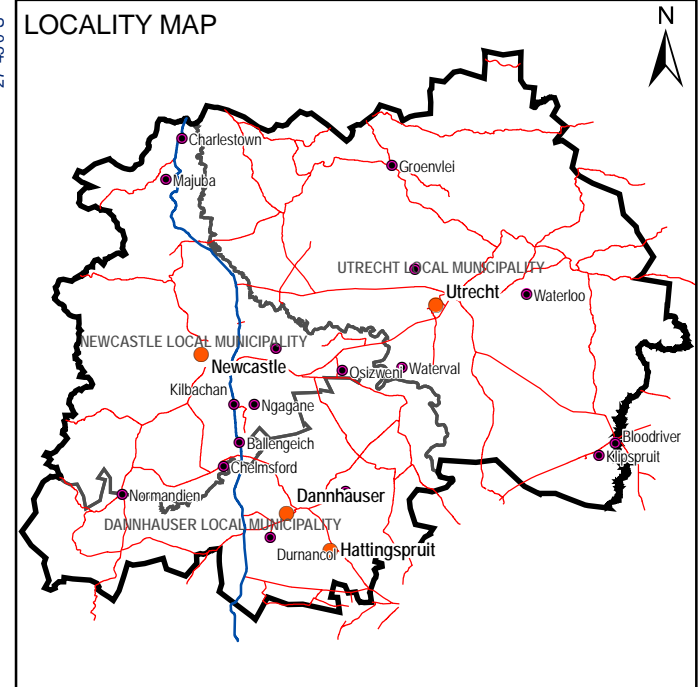 LOCALITY MAP
N
Charlestown
Groenvlei
Majuba
UTRECHT LOCAL MUNICIPALITY
Utrecht
Waterloo
NEWCASTLE LOCAL MUNICIPALITY
Newcastle
Osizweni
Waterval
Kilbachan
Ngagane
Ballengeich
Bloodriver
Klipspruit
Chelmsford
Normandien
Dannhauser
DANNHAUSER LOCAL MUNICIPALITY
Durnancol
Hattingspruit